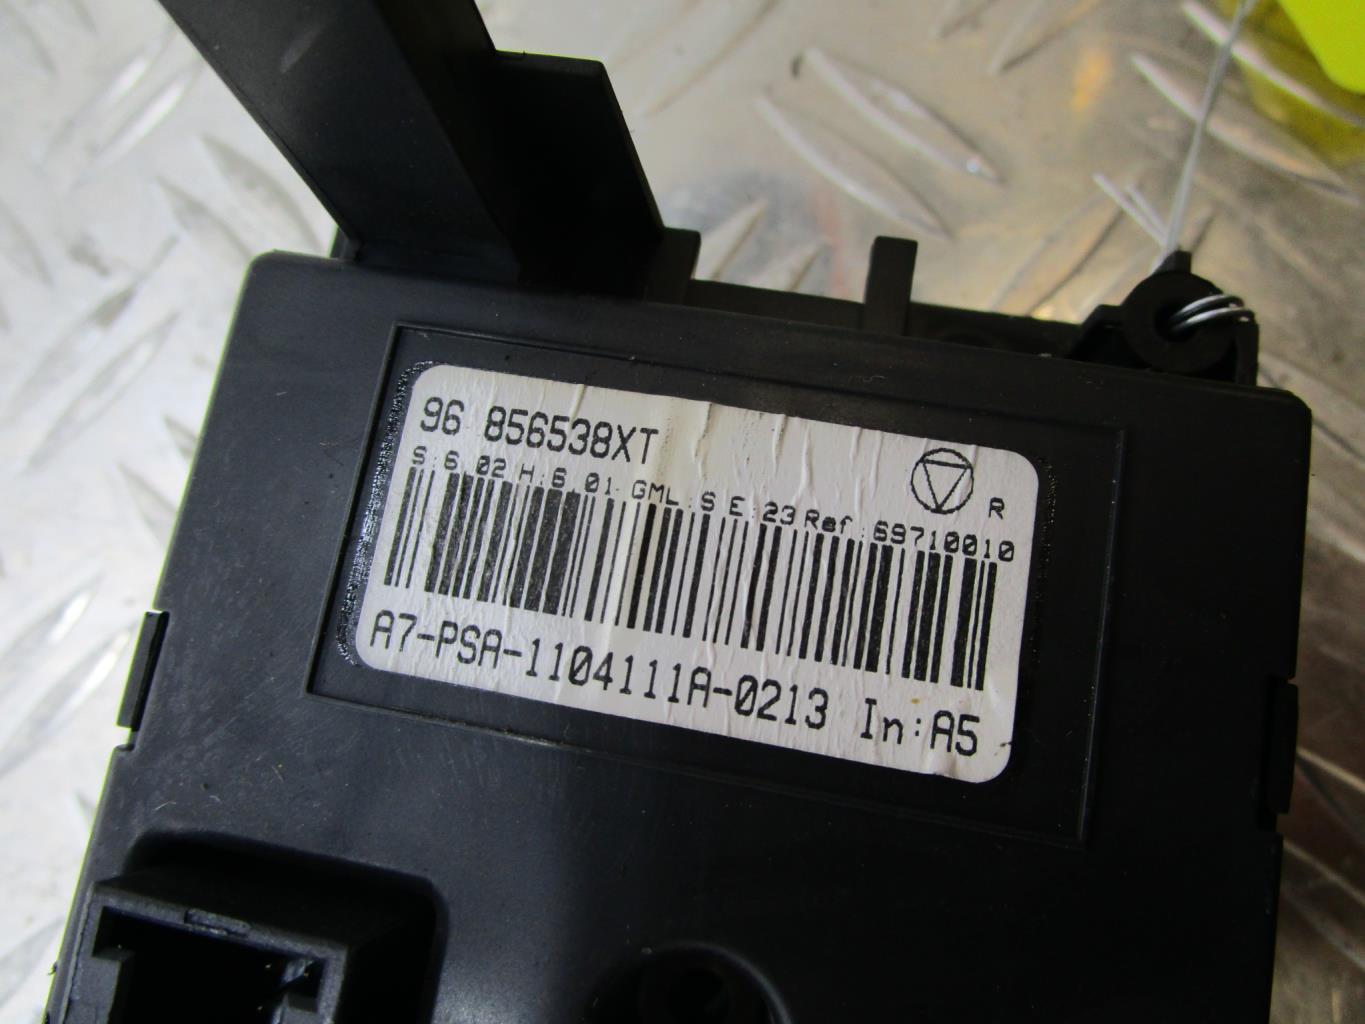 96 856538XT
R
S:6.02 H:6.01 GML:S E:23 Ref:69710010
A7-PSA-1104111A-0213 In:A5